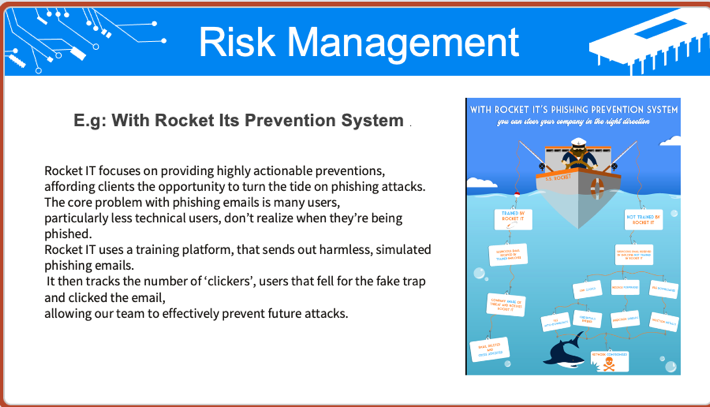 Risk Management
E.g: With Rocket Its Prevention System .
Rocket IT focuses on providing highly actionable preventions,
affording clients the opportunity to turn the tide on phishing attacks.
The core problem with phishing emails is many users,
particularly less technical users, don’t realize when they’re being
phished.
Rocket IT uses a training platform, that sends out harmless, simulated
phishing emails.
It then tracks the number of ‘clickers’, users that fell for the fake trap
and clicked the email,
allowing our team to effectively prevent future attacks.
WITH ROCKET IT'S PHISHING PREVENTION SYSTEM
you can steer your company in the right direction
TRAINED BY
ROCKET IT
NOT TRAINED BY
ROCKET IT